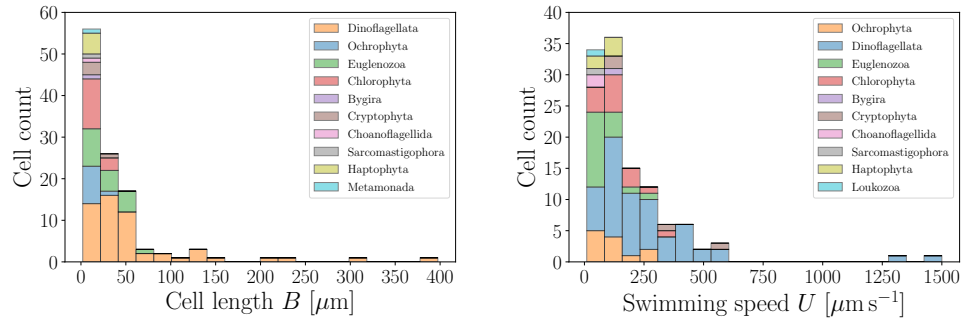 60
50
40
30
20
10
0
Cell count
0 50 100 150 200 250 300 350 400
Cell length B [μm]
Dinoflagellata
Ochrophyta
Euglenozoa
Chlorophyta
Bygira
Cryptophyta
Choanoflagellida
Sarcomastigophora
Haptophyta
Metamonada
40
35
30
25
20
15
10
5
0
Cell count
0 250 500 750 1000 1250 1500
Swimming speed U [μm s⁻¹]
Ochrophyta
Dinoflagellata
Euglenozoa
Chlorophyta
Bygira
Cryptophyta
Choanoflagellida
Sarcomastigophora
Haptophyta
Loukozoa